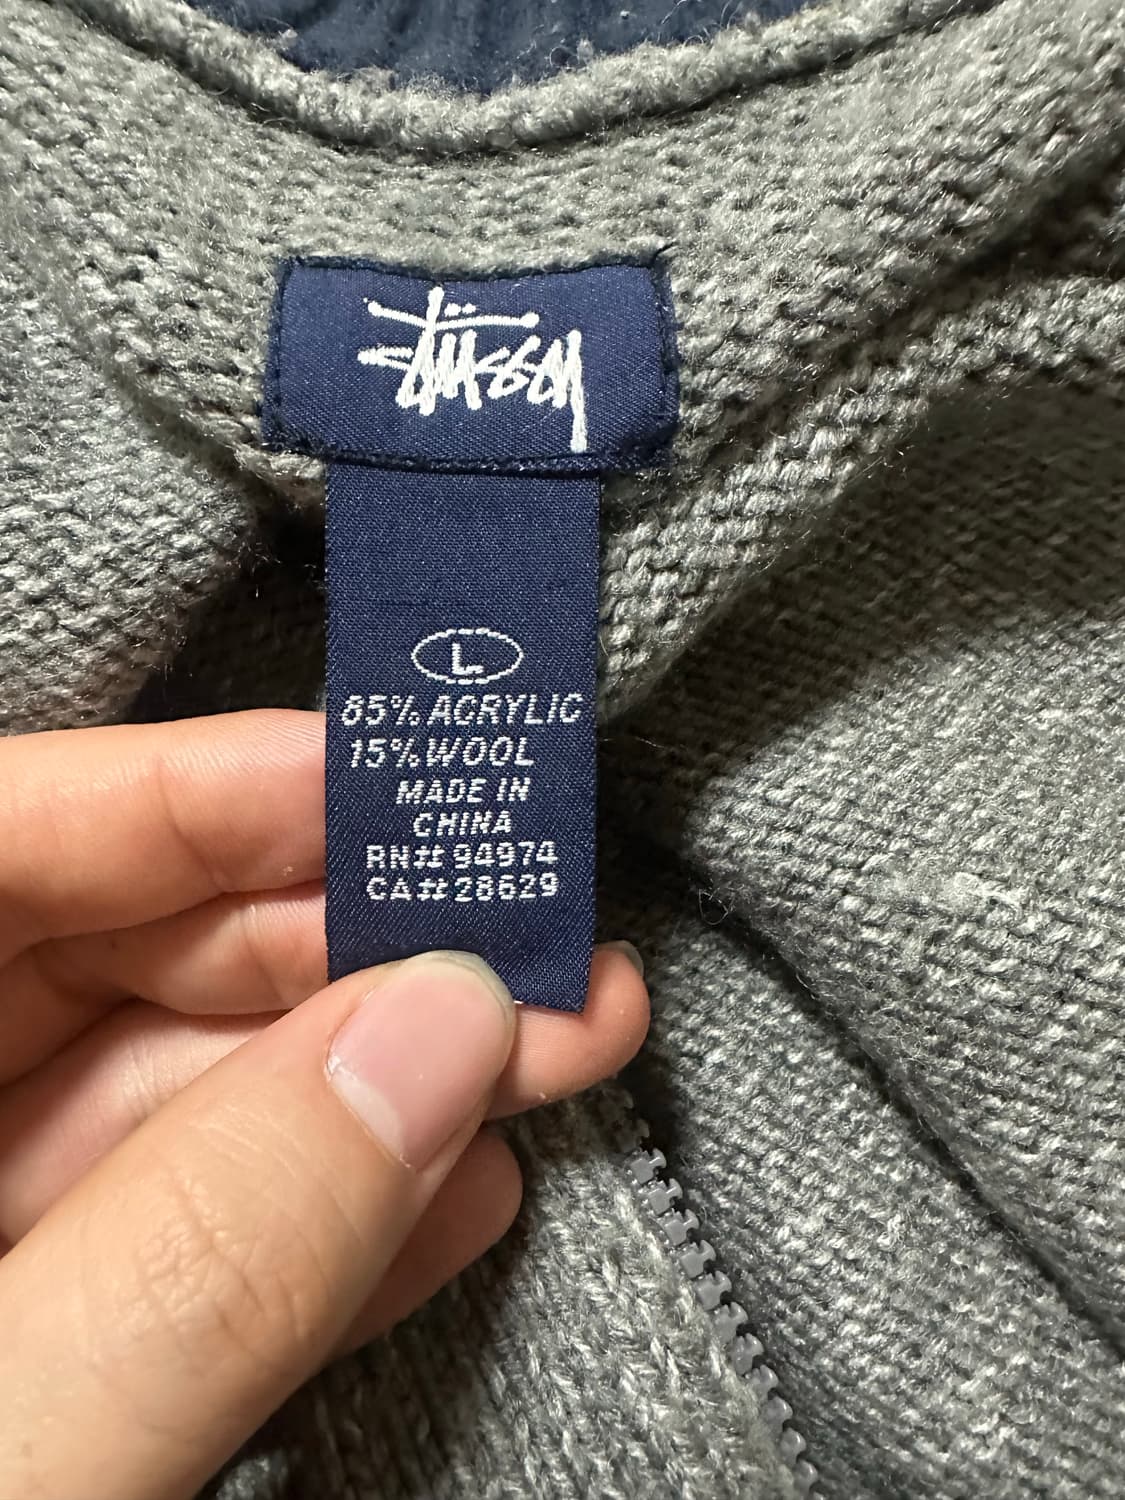 Stüssy
L
85% ACRYLIC
15% WOOL
MADE IN
CHINA
RN# 94974
CA# 28629